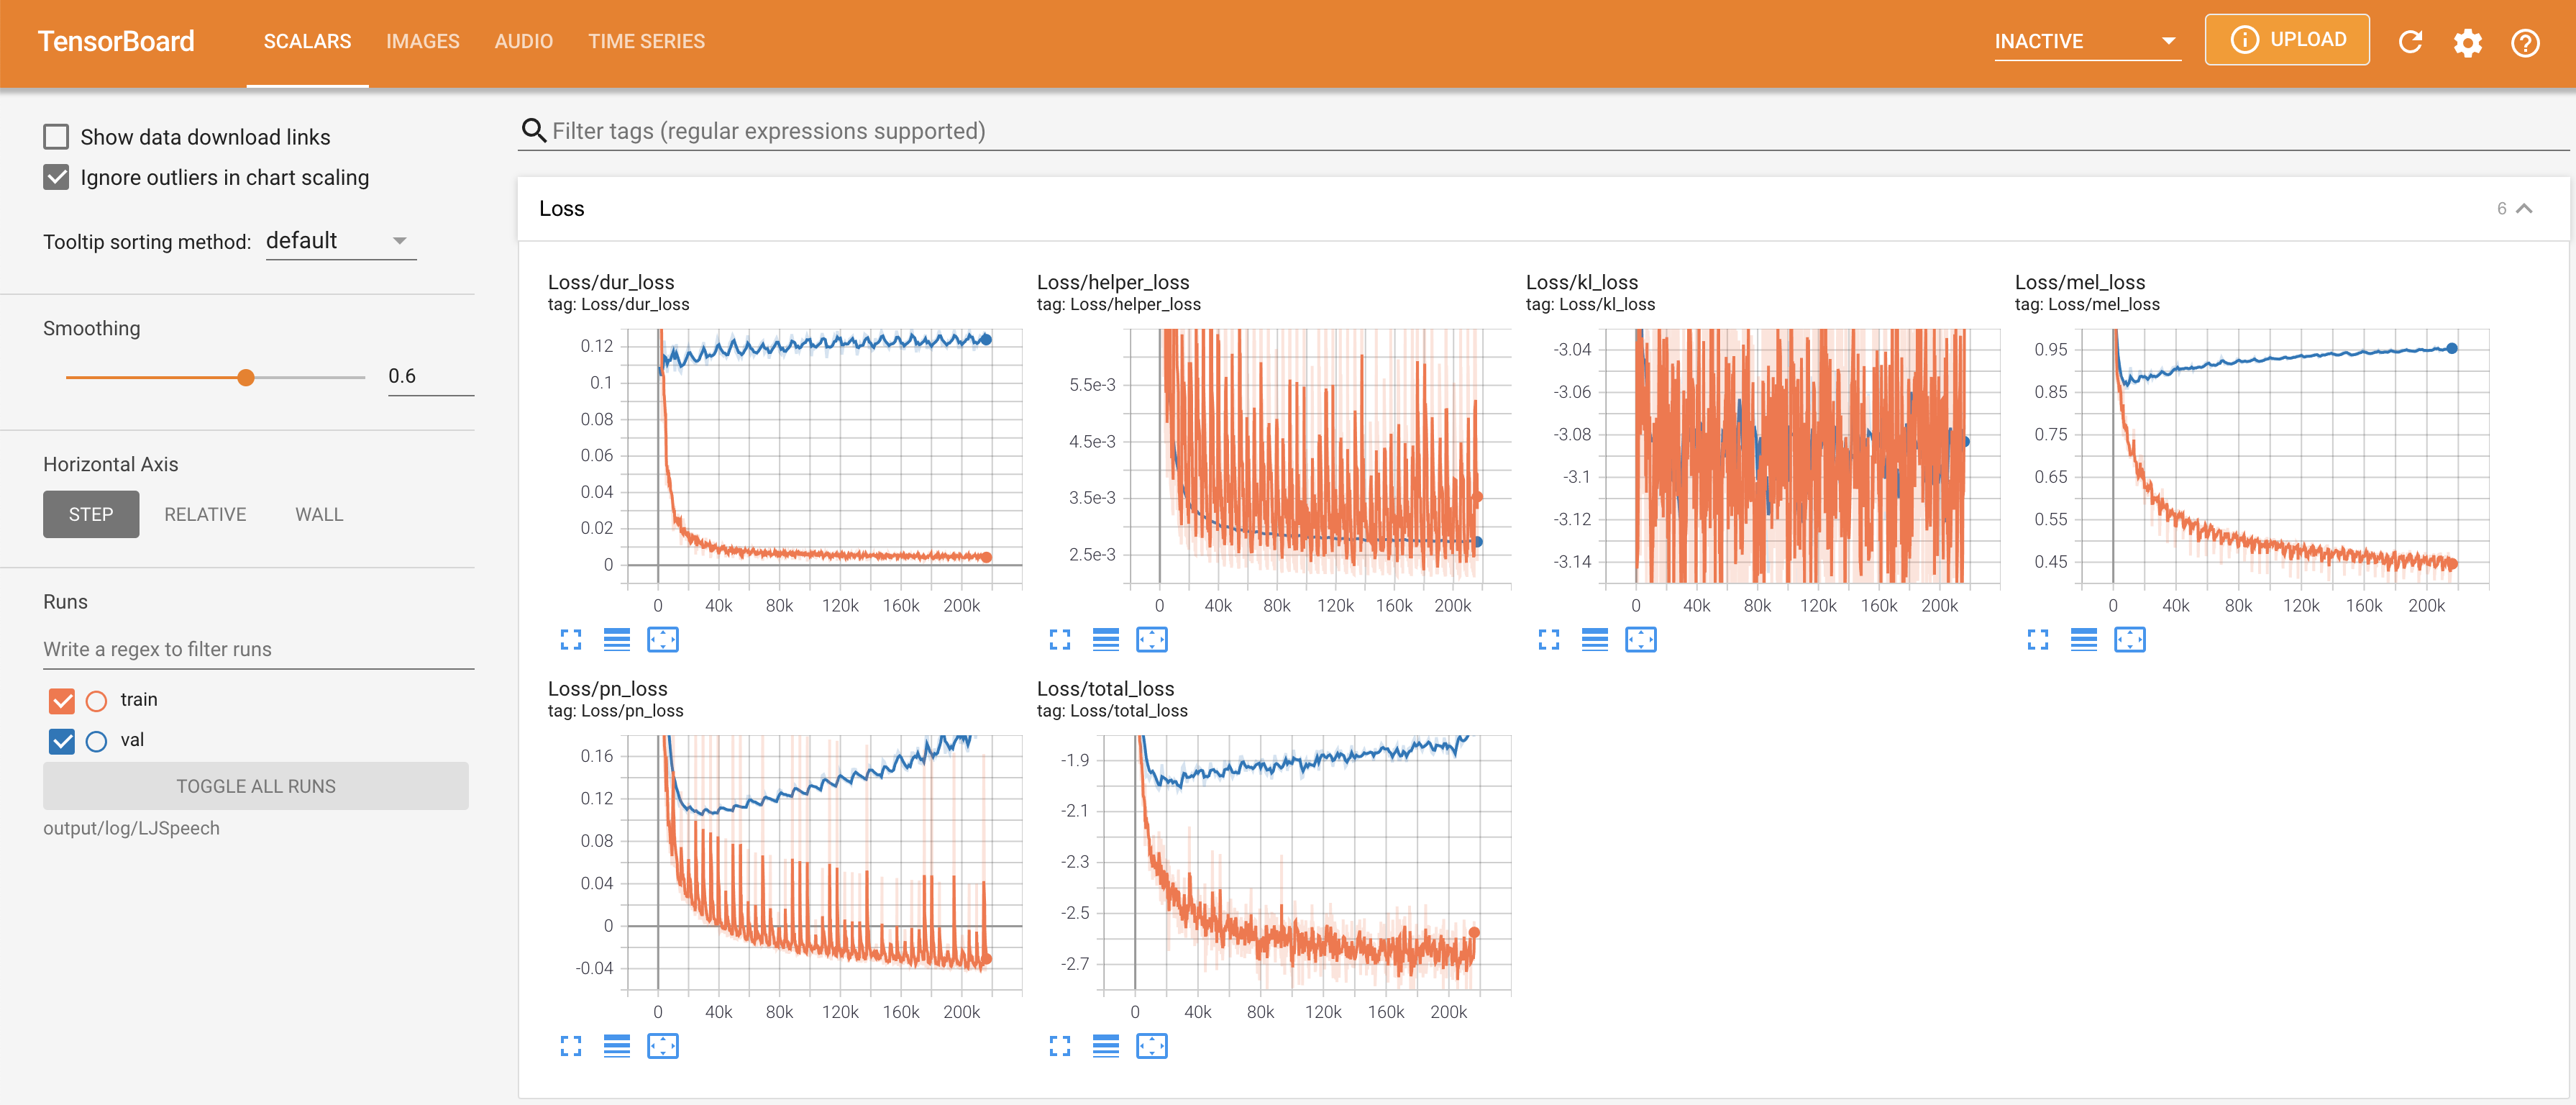 TensorBoard
SCALARS IMAGES AUDIO TIME SERIES
INACTIVE
UPLOAD
Show data download links
Ignore outliers in chart scaling
Tooltip sorting method: default
Smoothing
0.6
Horizontal Axis
STEP RELATIVE WALL
Runs
Write a regex to filter runs
train
val
TOGGLE ALL RUNS
output/log/LJSpeech
Filter tags (regular expressions supported)
Loss 6
Loss/dur_loss
tag: Loss/dur_loss
0.12
0.1
0.08
0.06
0.04
0.02
0
0 40k 80k 120k 160k 200k
Loss/helper_loss
tag: Loss/helper_loss
5.5e-3
4.5e-3
3.5e-3
2.5e-3
0 40k 80k 120k 160k 200k
Loss/kl_loss
tag: Loss/kl_loss
-3.04
-3.06
-3.08
-3.1
-3.12
-3.14
0 40k 80k 120k 160k 200k
Loss/mel_loss
tag: Loss/mel_loss
0.95
0.85
0.75
0.65
0.55
0.45
0 40k 80k 120k 160k 200k
Loss/pn_loss
tag: Loss/pn_loss
0.16
0.12
0.08
0.04
0
-0.04
0 40k 80k 120k 160k 200k
Loss/total_loss
tag: Loss/total_loss
-1.9
-2.1
-2.3
-2.5
-2.7
0 40k 80k 120k 160k 200k